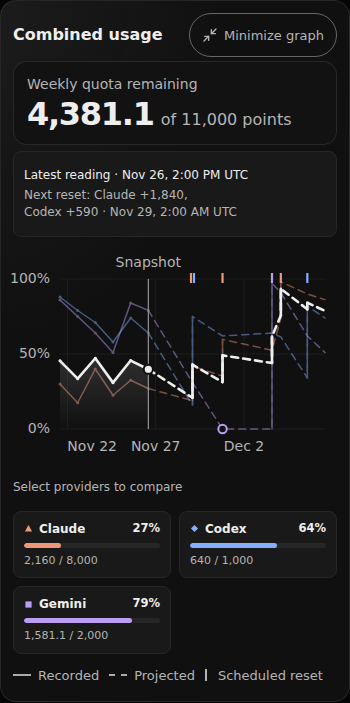 Combined usage
Minimize graph
Weekly quota remaining
4,381.1 of 11,000 points
Latest reading · Nov 26, 2:00 PM UTC
Next reset: Claude +1,840,
Codex +590 · Nov 29, 2:00 AM UTC
Snapshot
100%
50%
0%
Nov 22
Nov 27
Dec 2
Select providers to compare
Claude 27%
2,160 / 8,000
Codex 64%
640 / 1,000
Gemini 79%
1,581.1 / 2,000
Recorded
Projected
Scheduled reset